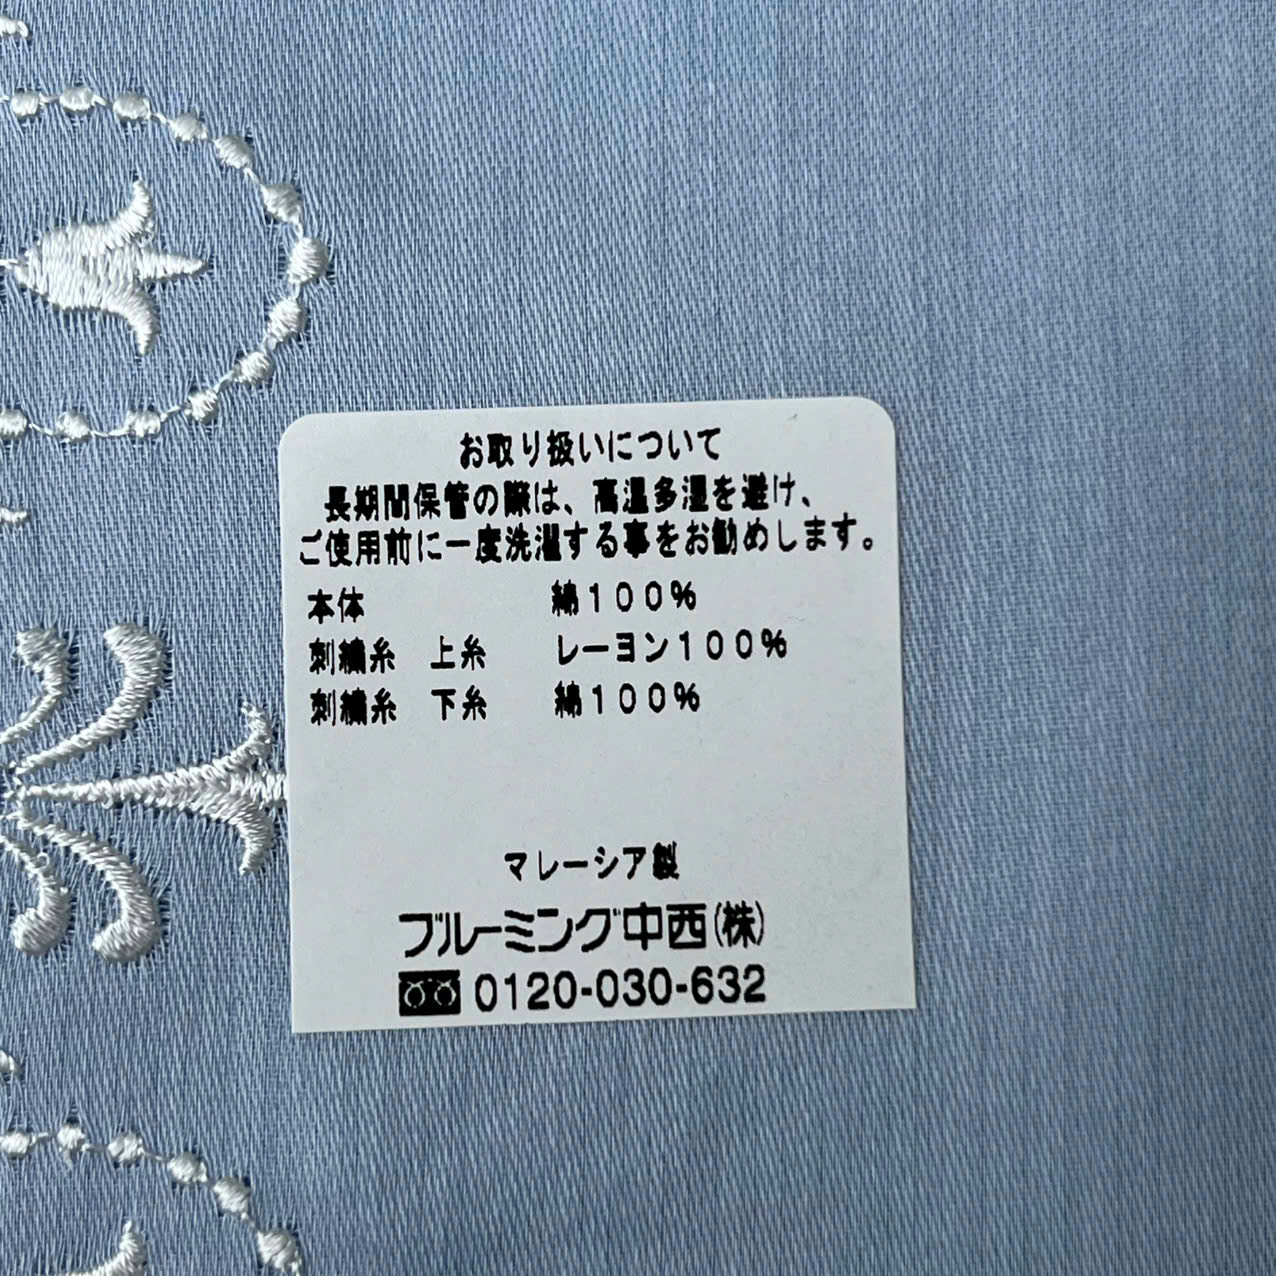 お取り扱いについて
長期間保管の際は、高温多湿を避け、
ご使用前に一度洗濯する事をお勧めします。
本体 綿100%
刺繍糸 上糸 レーヨン100%
刺繍糸 下糸 綿100%
マレーシア製
ブルーミング中西(株)
0120-030-632